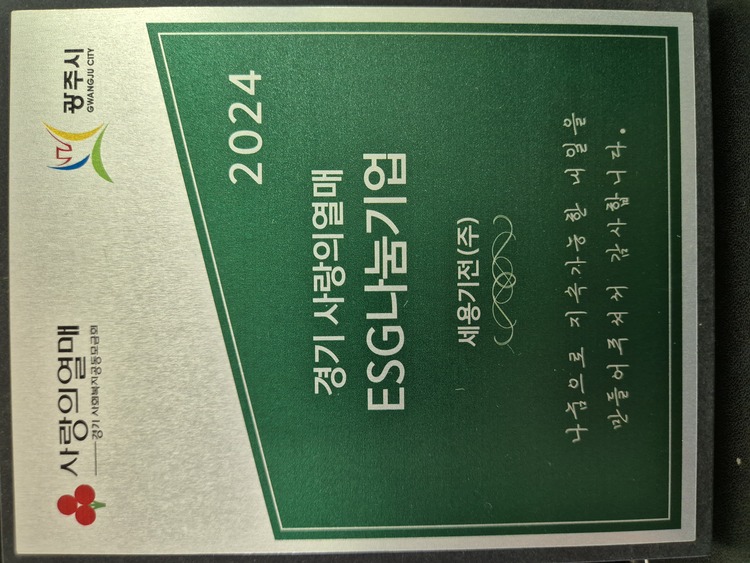 사랑의열매
경기 사회복지공동모금회
광주시
GWANGJU CITY
2024
경기 사랑의열매
ESG나눔기업
세용기전(주)
나눔으로 지속가능한 내일을
만들어주셔서 감사합니다.